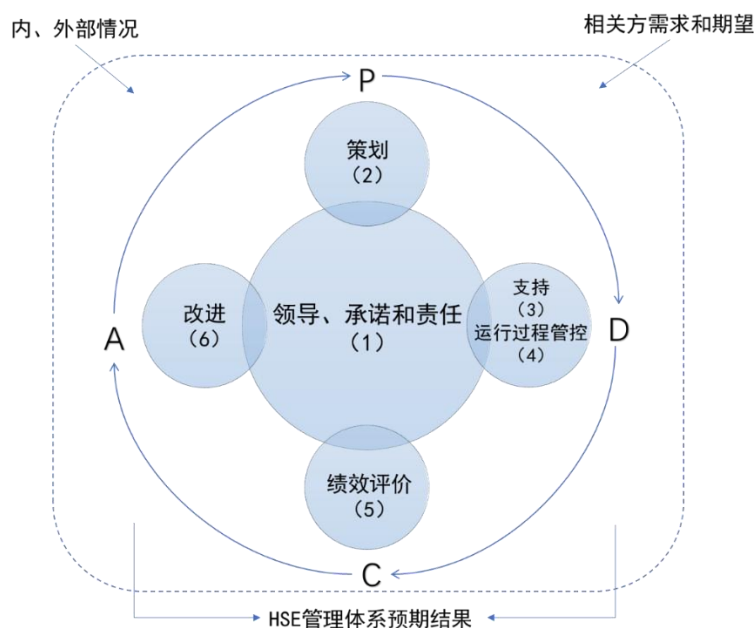 内、外部情况
相关方需求和期望
P
策划
（2）
支持
（3）
运行过程管控
（4）
D
领导、承诺和责任
（1）
改进
（6）
A
绩效评价
（5）
C
HSE管理体系预期结果